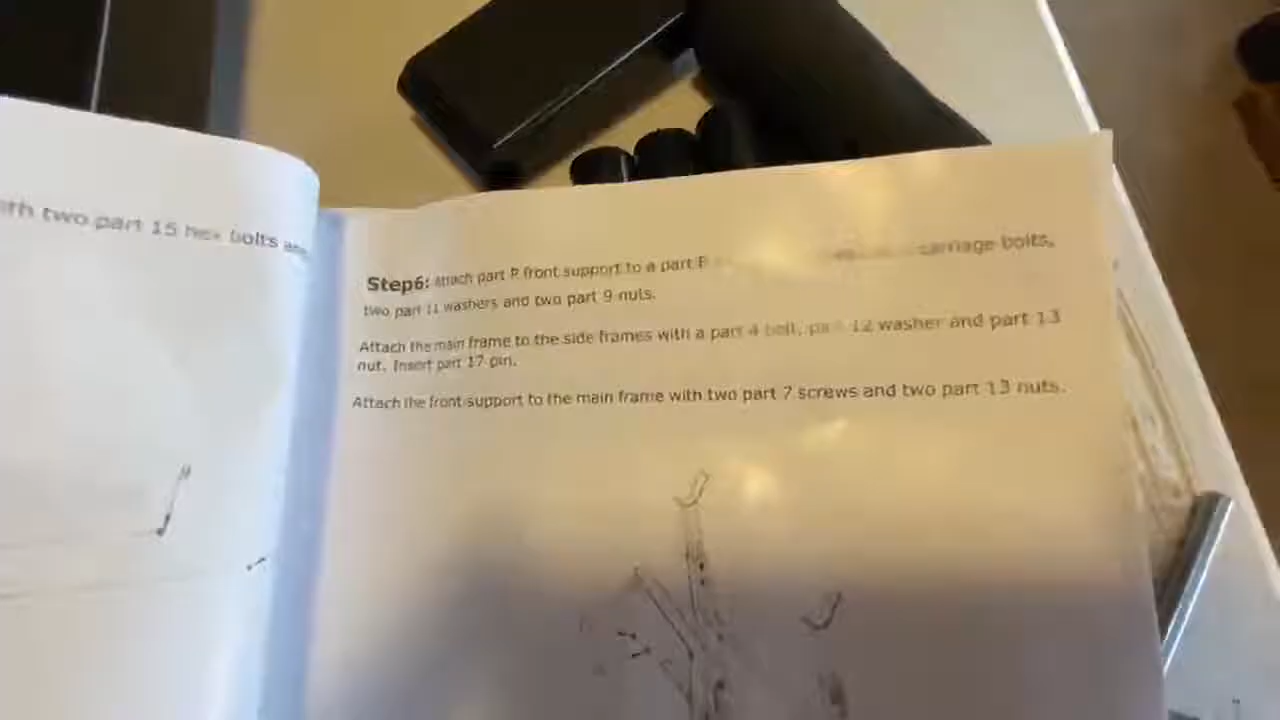 two part 15 hex bolts
Step6: Attach part P front support to a part carriage bolts,
two part 11 washers and two part 9 nuts.
Attach the main frame to the side frames with a part 4 bolt, part 12 washer and part 13
nut. Insert part 17 pin.
Attach the front support to the main frame with two part 7 screws and two part 13 nuts.